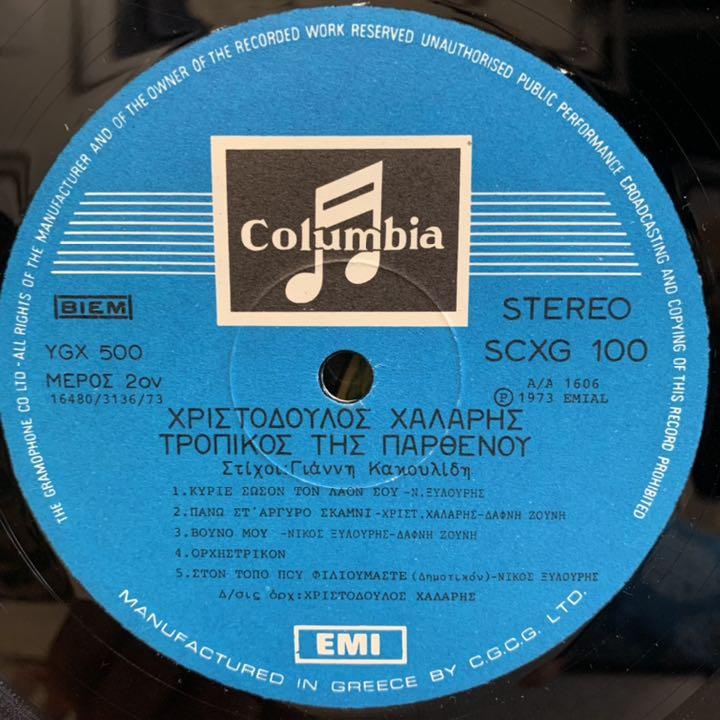 THE GRAMOPHONE CO LTD · ALL RIGHTS OF THE MANUFACTURER AND OF THE OWNER OF THE RECORDED WORK RESERVED UNAUTHORISED PUBLIC PERFORMANCE CROADCASTING AND COPYING OF THIS RECORD PROHIBITED
Columbia
BIEM
STEREO
YGX 500
SCXG 100
ΜΕΡΟΣ 2ον
A/A 1606
16480/3136/73
Ⓟ 1973 EMIAL
ΧΡΙΣΤΟΔΟΥΛΟΣ ΧΑΛΑΡΗΣ
ΤΡΟΠΙΚΟΣ ΤΗΣ ΠΑΡΘΕΝΟΥ
Στίχοι:Γιάννη Κακουλίδη
1.ΚΥΡΙΕ ΣΩΣΟΝ ΤΟΝ ΛΑΟΝ ΣΟΥ -Ν.ΞΥΛΟΥΡΗΣ
2.ΠΑΝΩ ΣΤ'ΑΡΓΥΡΟ ΣΚΑΜΝΙ-ΧΡΙΣΤ.ΧΑΛΑΡΗΣ-ΔΑΦΝΗ ΖΟΥΝΗ
3.ΒΟΥΝΟ ΜΟΥ -ΝΙΚΟΣ ΞΥΛΟΥΡΗΣ-ΔΑΦΝΗ ΖΟΥΝΗ
4.ΟΡΧΗΣΤΡΙΚΟΝ
5.ΣΤΟΝ ΤΟΠΟ ΠΟΥ ΦΙΛΙΟΥΜΑΣΤΕ (Δημοτικόν)-ΝΙΚΟΣ ΞΥΛΟΥΡΗΣ
Δ/σις ὀρχ:ΧΡΙΣΤΟΔΟΥΛΟΣ ΧΑΛΑΡΗΣ
EMI
MANUFACTURED IN GREECE BY C.G.C.G. LTD.